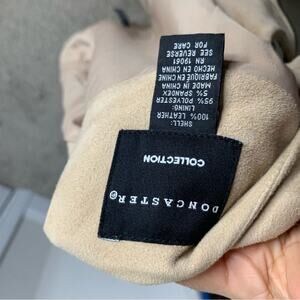 DONCASTER®
COLLECTION
SHELL:
100% LEATHER
LINING:
95% POLYESTER
5% SPANDEX
MADE IN CHINA
FABRIQUE EN CHINE
HECHO EN CHINA
RN 19061
SEE REVERSE
FOR CARE